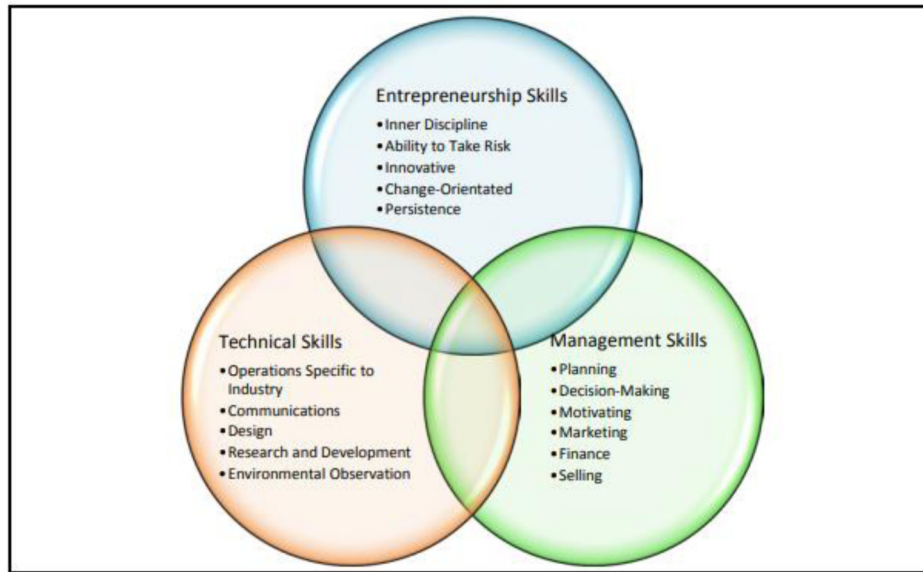 Entrepreneurship Skills
•Inner Discipline
•Ability to Take Risk
•Innovative
•Change-Orientated
•Persistence
Technical Skills
•Operations Specific to
Industry
•Communications
•Design
•Research and Development
•Environmental Observation
Management Skills
•Planning
•Decision-Making
•Motivating
•Marketing
•Finance
•Selling